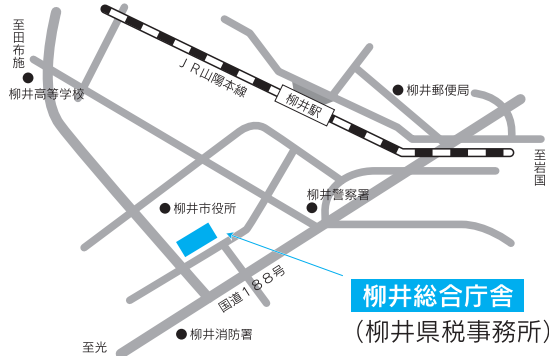 至田布施
柳井高等学校
JR山陽本線
柳井駅
柳井郵便局
至岩国
柳井警察署
柳井市役所
国道188号
柳井総合庁舎
(柳井県税事務所)
柳井消防署
至光